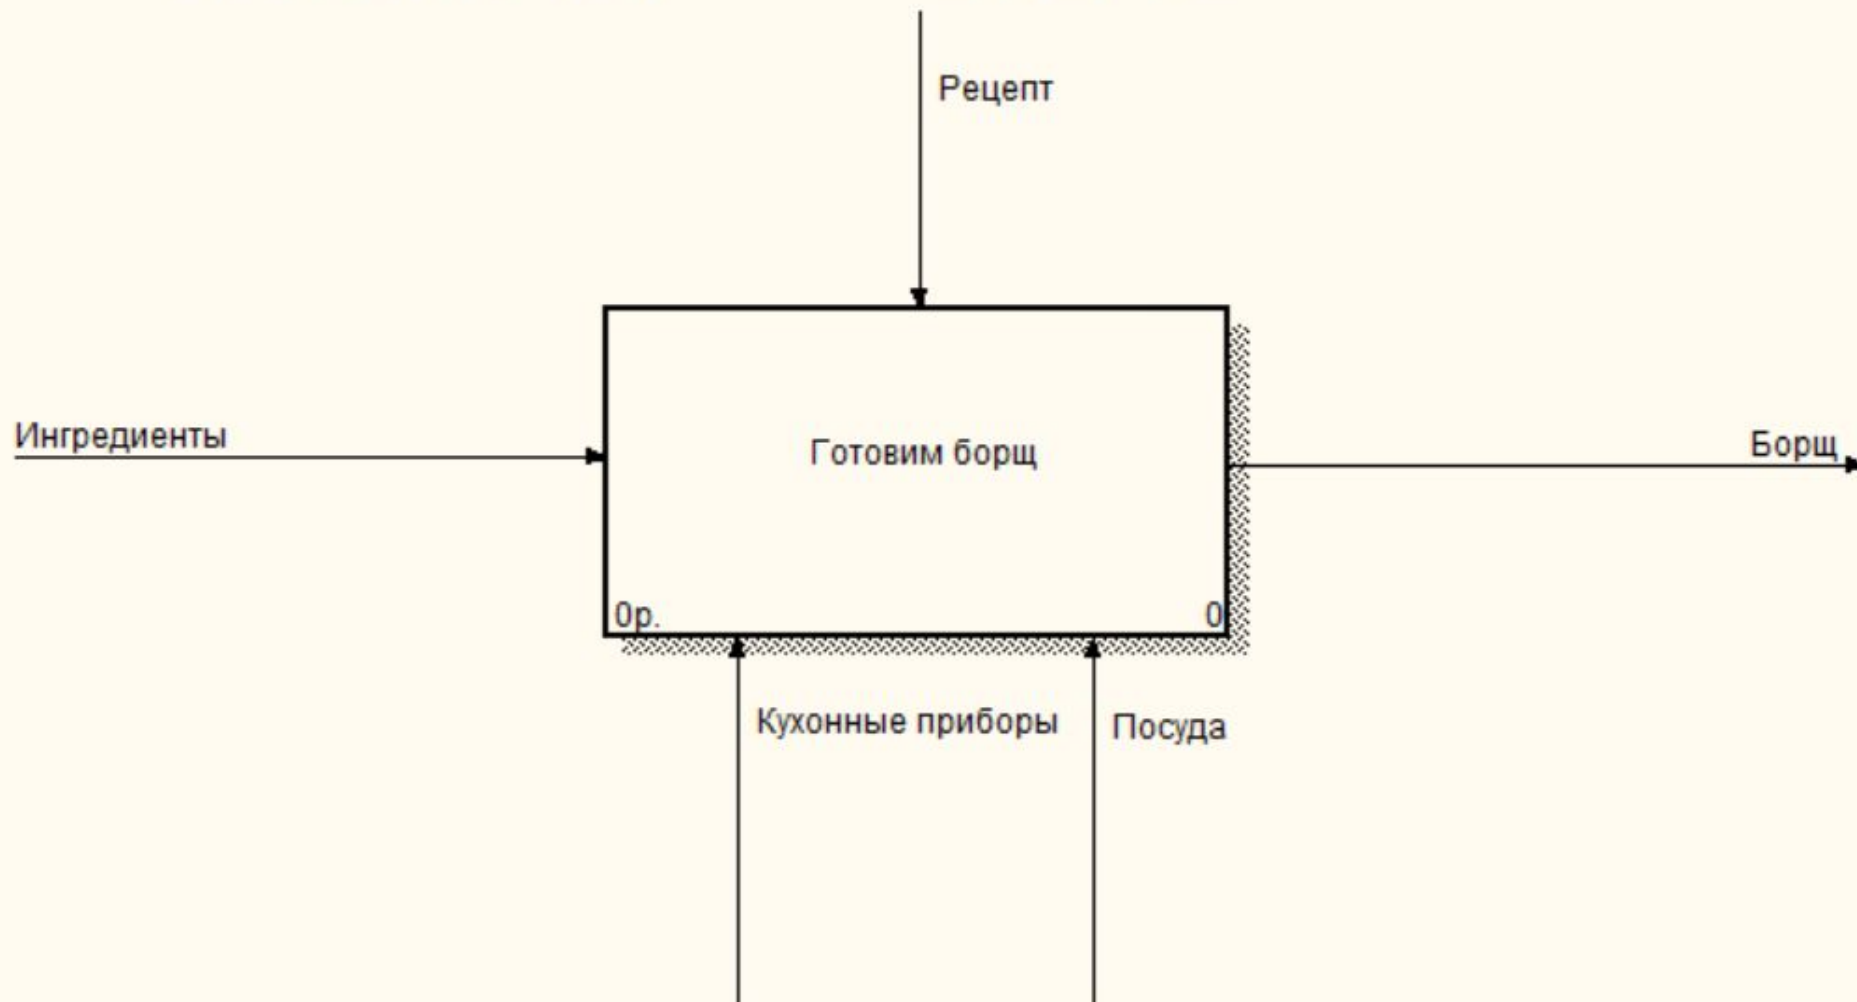 Рецепт
Ингредиенты
Готовим борщ
Борщ
0р.
0
Кухонные приборы
Посуда